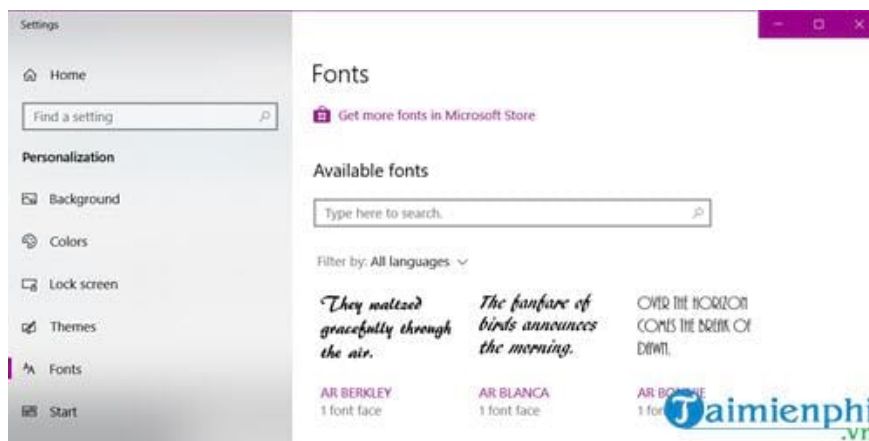 Settings
Home
Find a setting
Personalization
Background
Colors
Lock screen
Themes
Fonts
Start
Fonts
Get more fonts in Microsoft Store
Available fonts
Type here to search.
Filter by: All languages
They waltzed
gracefully through
the air.
AR BERKLEY
1 font face
The fanfare of
birds announces
the morning.
AR BLANCA
1 font face
OVER THE HORIZON
COMES THE BREAK OF
DAWN.
AR
1
Taimienphi
.vn